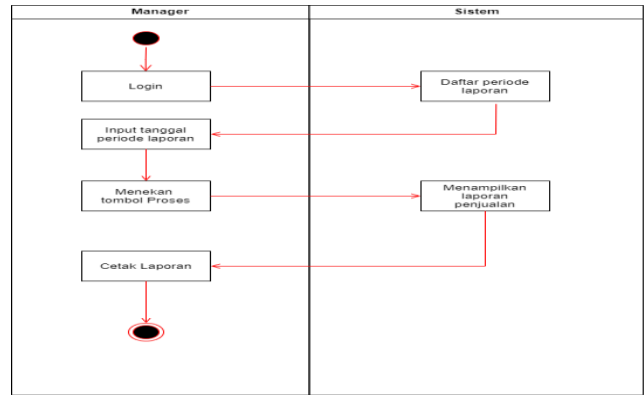 Manager
Sistem
Login
Daftar periode
laporan
Input tanggal
periode laporan
Menekan
tombol Proses
Menampilkan
laporan
penjualan
Cetak Laporan